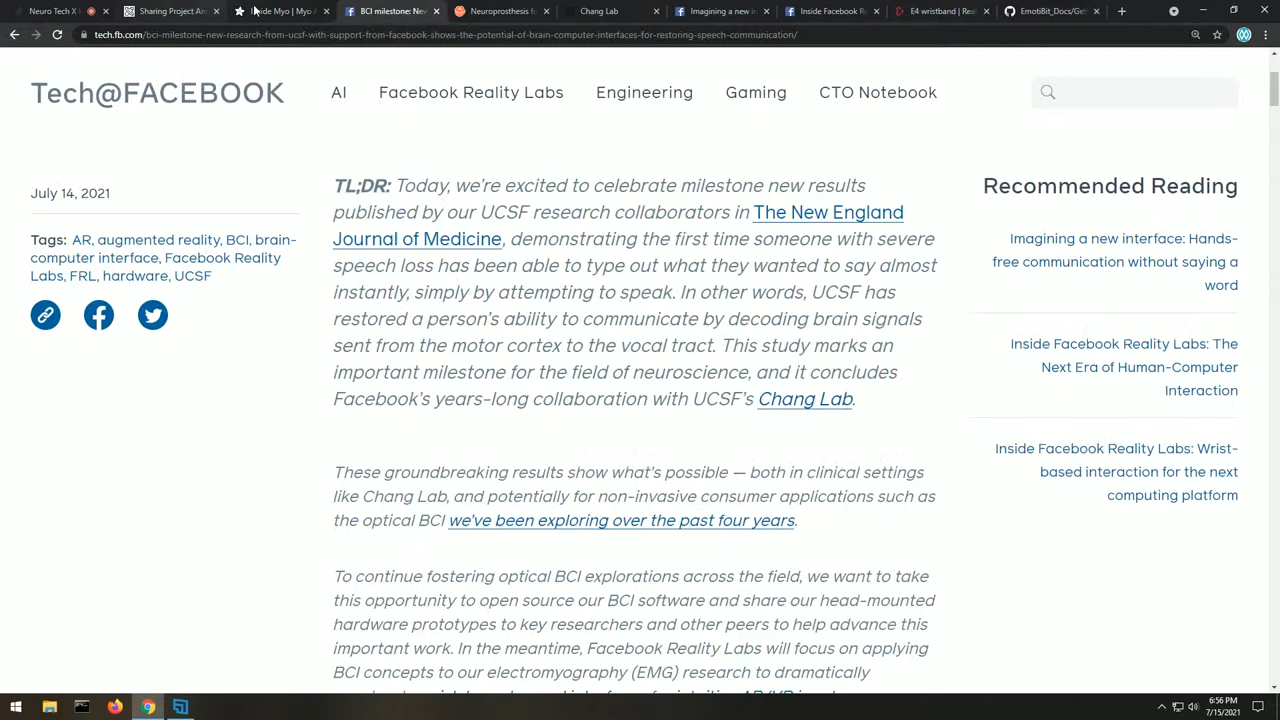 Neuro Tech X
Sharing Project Am
Inside Myo | Myo A
BCI milestone: Nev
Neuroprosthesis fo
Chang Lab
Imagining a new in
Inside Facebook R
E4 wristband | Rea
EmotiBit_Docs/Get
tech.fb.com/bci-milestone-new-research-from-ucsf-with-support-from-facebook-shows-the-potential-of-brain-computer-interfaces-for-restoring-speech-communication/
Tech@FACEBOOK
AI
Facebook Reality Labs
Engineering
Gaming
CTO Notebook
July 14, 2021
Tags: AR, augmented reality, BCI, brain-
computer interface, Facebook Reality
Labs, FRL, hardware, UCSF
TL;DR: Today, we're excited to celebrate milestone new results
published by our UCSF research collaborators in The New England
Journal of Medicine, demonstrating the first time someone with severe
speech loss has been able to type out what they wanted to say almost
instantly, simply by attempting to speak. In other words, UCSF has
restored a person's ability to communicate by decoding brain signals
sent from the motor cortex to the vocal tract. This study marks an
important milestone for the field of neuroscience, and it concludes
Facebook's years-long collaboration with UCSF's Chang Lab.
These groundbreaking results show what's possible — both in clinical settings
like Chang Lab, and potentially for non-invasive consumer applications such as
the optical BCI we've been exploring over the past four years.
To continue fostering optical BCI explorations across the field, we want to take
this opportunity to open source our BCI software and share our head-mounted
hardware prototypes to key researchers and other peers to help advance this
important work. In the meantime, Facebook Reality Labs will focus on applying
BCI concepts to our electromyography (EMG) research to dramatically
Recommended Reading
Imagining a new interface: Hands-
free communication without saying a
word
Inside Facebook Reality Labs: The
Next Era of Human-Computer
Interaction
Inside Facebook Reality Labs: Wrist-
based interaction for the next
computing platform
6:56 PM
7/15/2021